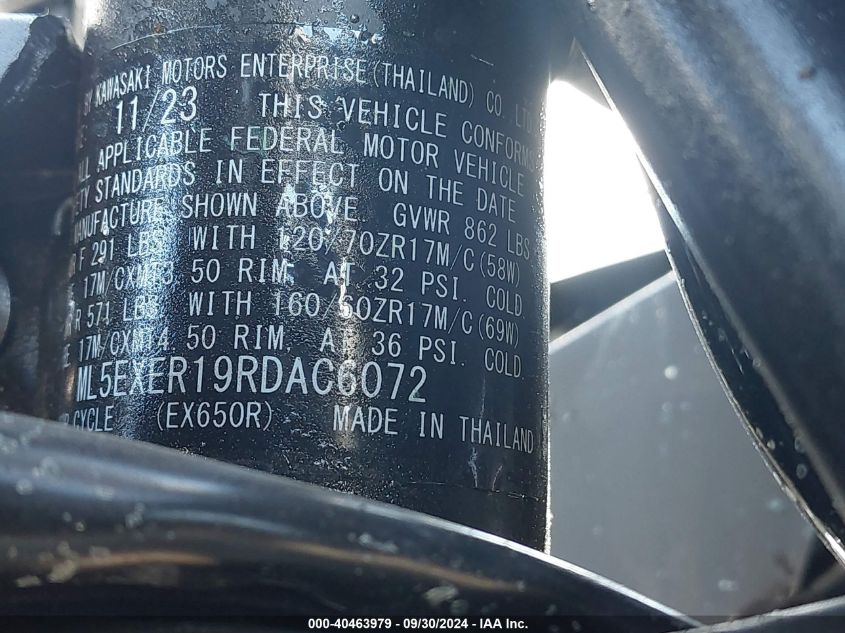 KAWASAKI MOTORS ENTERPRISE(THAILAND) CO. LTD
11/23 THIS VEHICLE CONFORMS
ALL APPLICABLE FEDERAL MOTOR VEHICLE
STANDARDS IN EFFECT ON THE DATE
MANUFACTURE SHOWN ABOVE GVWR 862 LBS
F 291 LBS WITH 120/70ZR17M/C(58W)
17M/CXMT3 50 RIM, AT 32 PSI. COLD.
R 571 LBS WITH 160/60ZR17M/C(69W)
17M/CXMT4 50 RIM, AT 36 PSI. COLD.
ML5EXER19RDAC6072
CYCLE (EX650R) MADE IN THAILAND
000-40463979 - 09/30/2024 - IAA Inc.